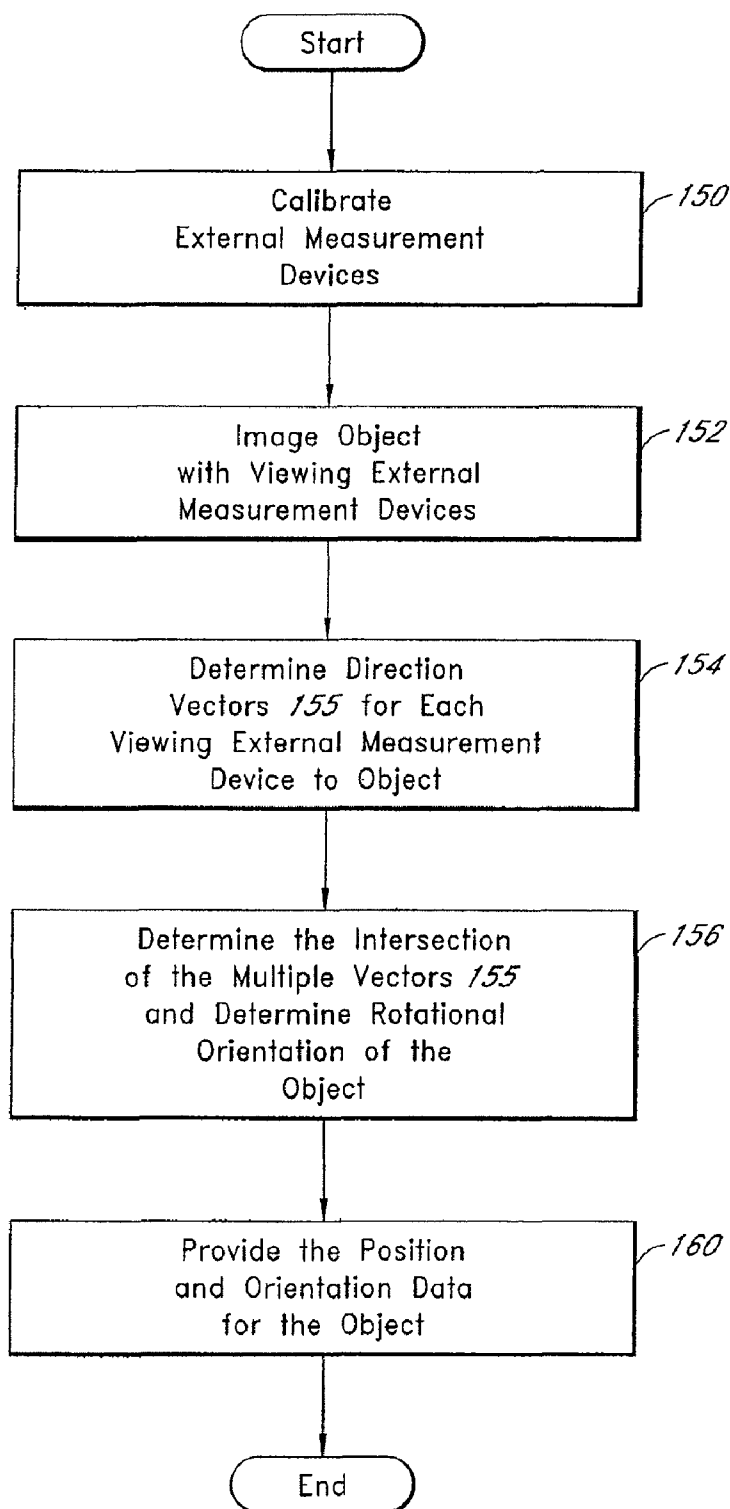 Start
Calibrate
External Measurement
Devices
150
Image Object
with Viewing External
Measurement Devices
152
Determine Direction
Vectors 155 for Each
Viewing External Measurement
Device to Object
154
Determine the Intersection
of the Multiple Vectors 155
and Determine Rotational
Orientation of the
Object
156
Provide the Position
and Orientation Data
for the Object
160
End